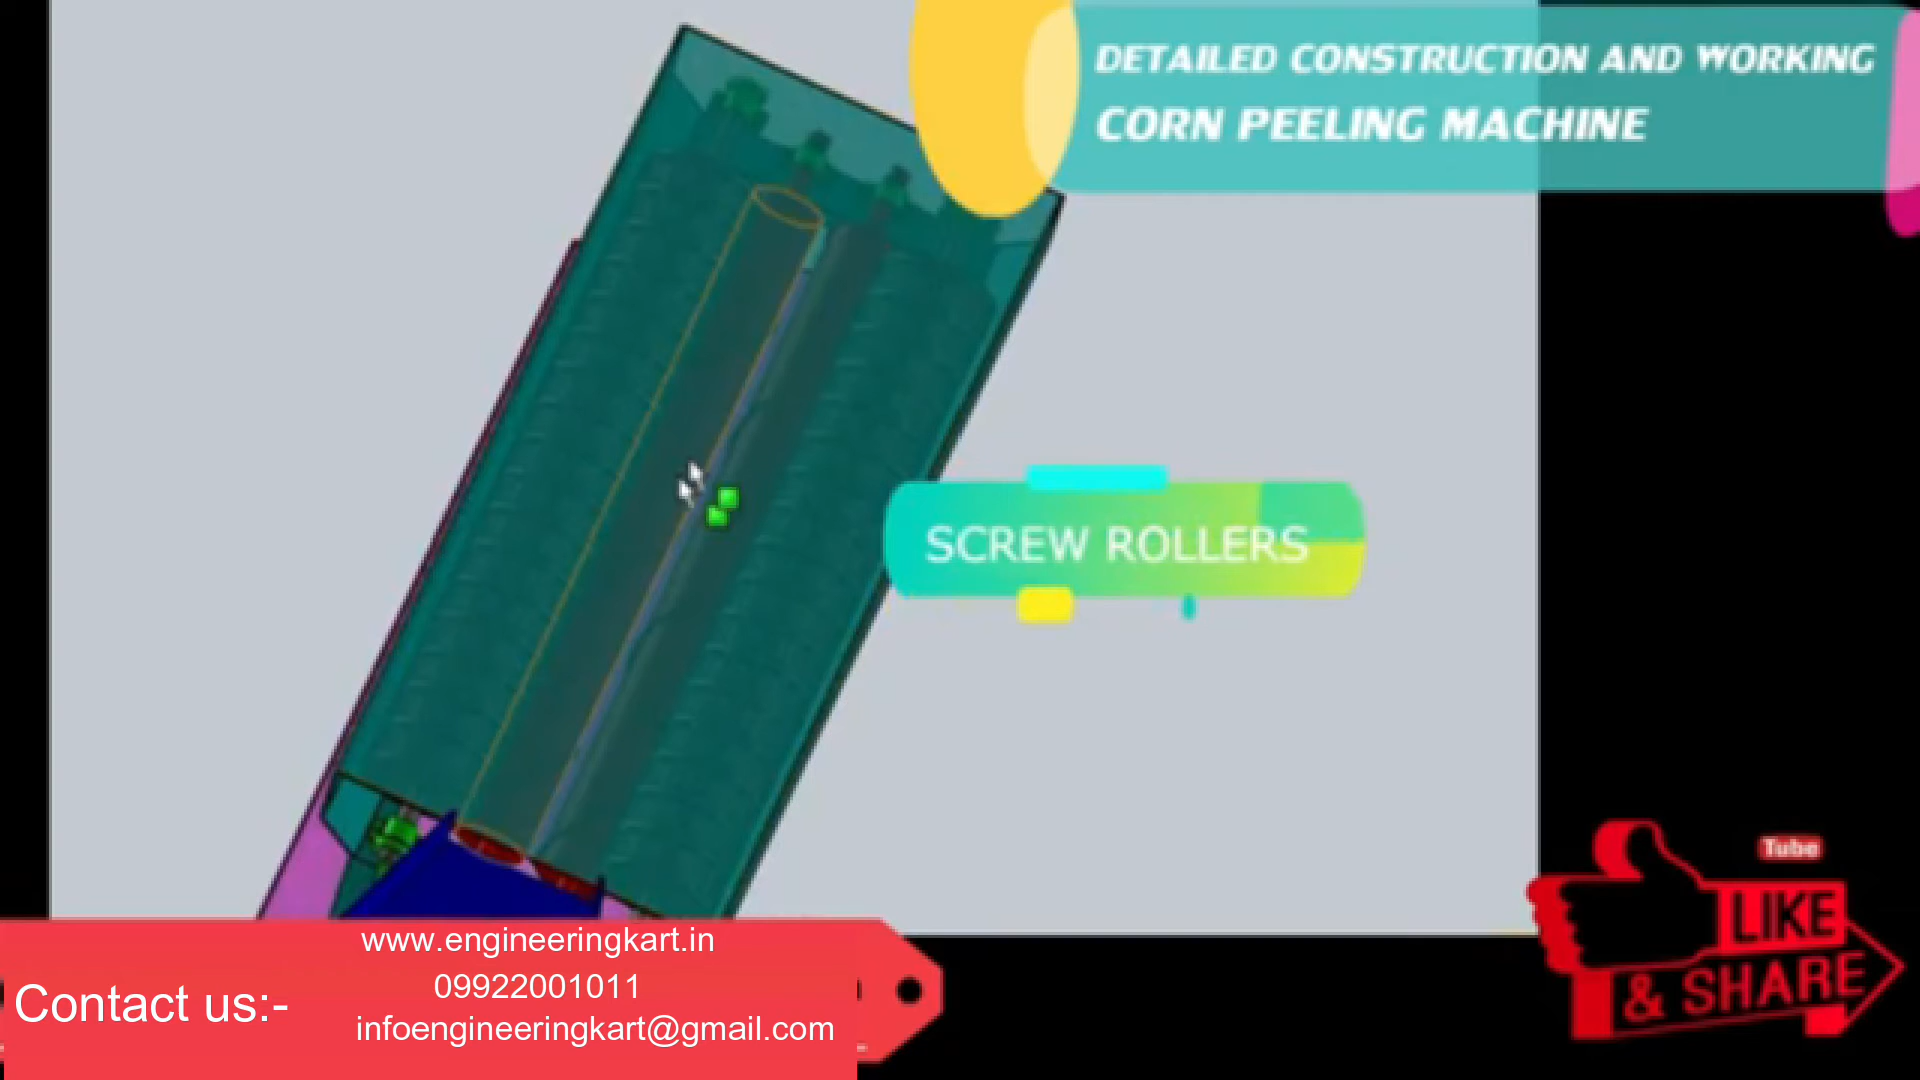 DETAILED CONSTRUCTION AND WORKING
CORN PEELING MACHINE
SCREW ROLLERS
Tube
LIKE
& SHARE
www.engineeringkart.in
09922001011
Contact us:-
infoengineeringkart@gmail.com